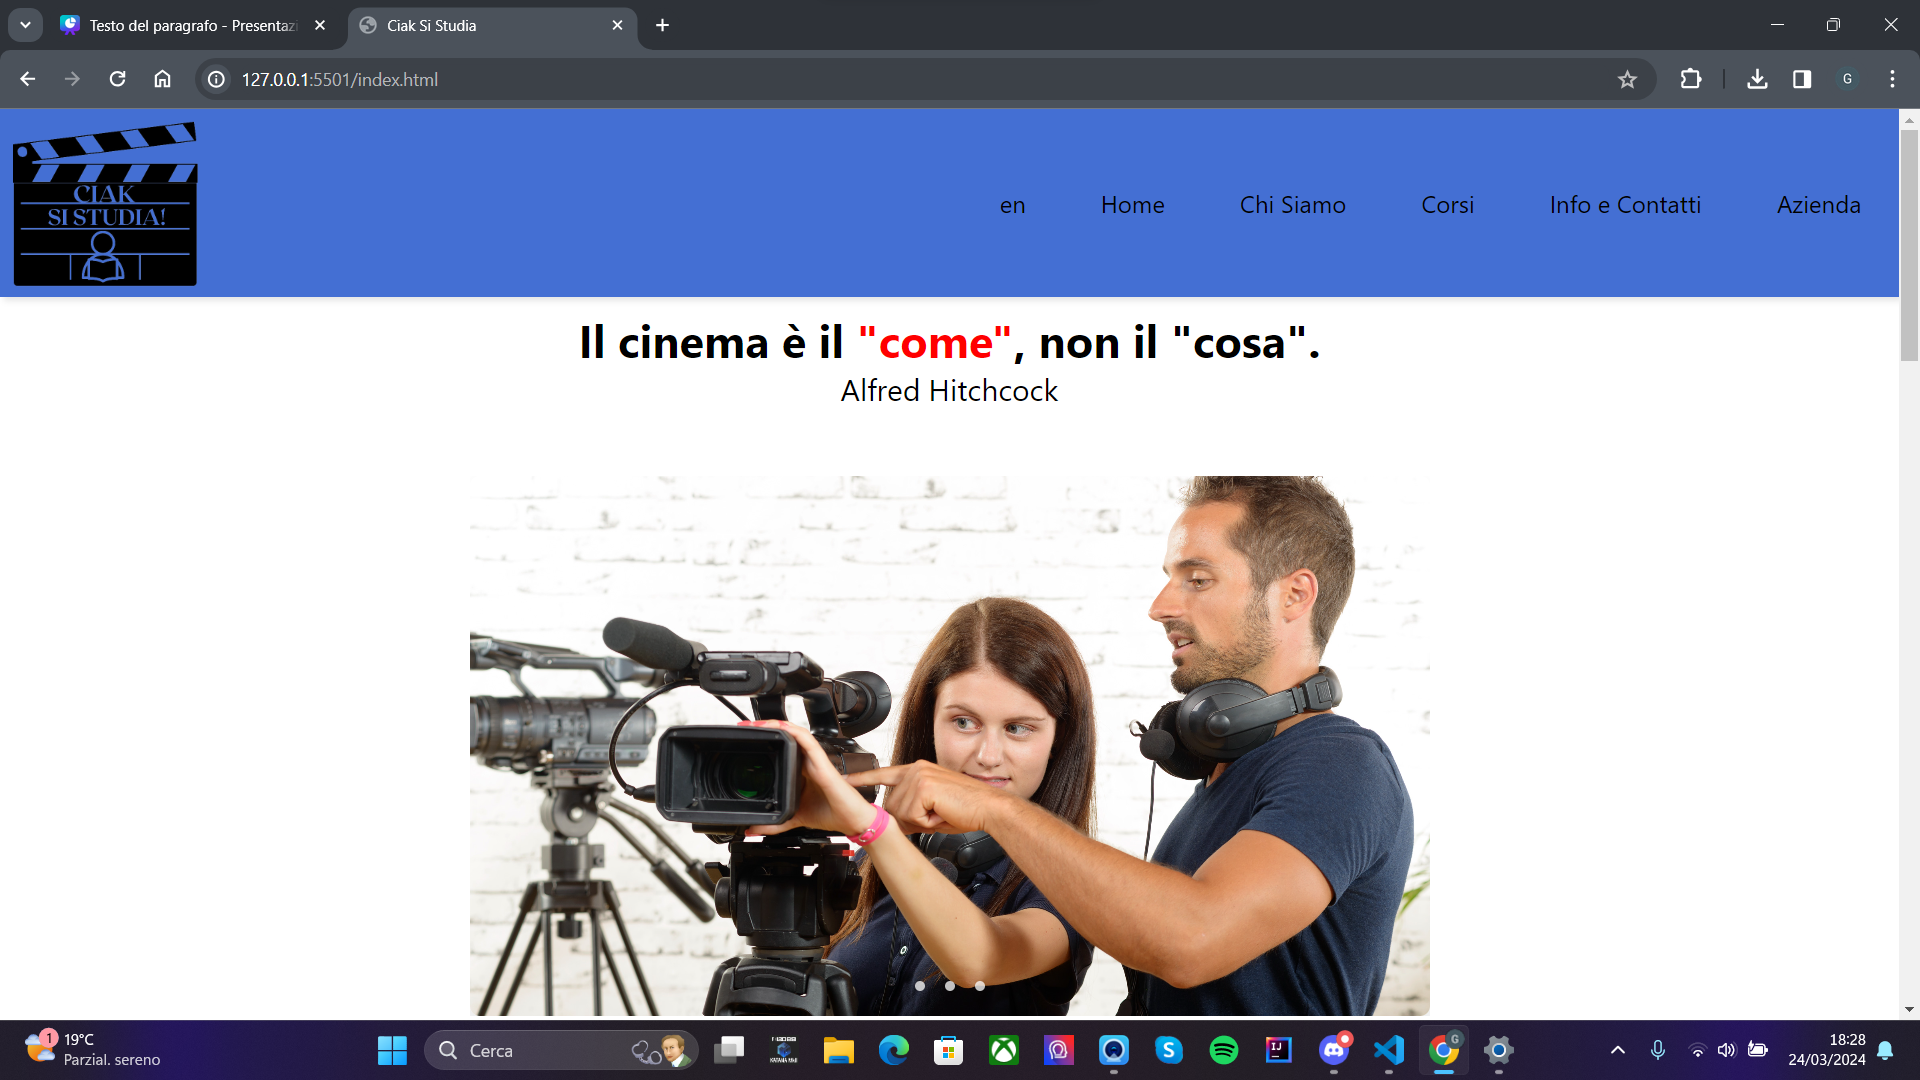 Testo del paragrafo - Presentazi
Ciak Si Studia
127.0.0.1:5501/index.html
G
CIAK
SI STUDIA!
en
Home
Chi Siamo
Corsi
Info e Contatti
Azienda
Il cinema è il "come", non il "cosa".
Alfred Hitchcock
1
19°C
Parzial. sereno
Cerca
S
IJ
G
18:28
24/03/2024